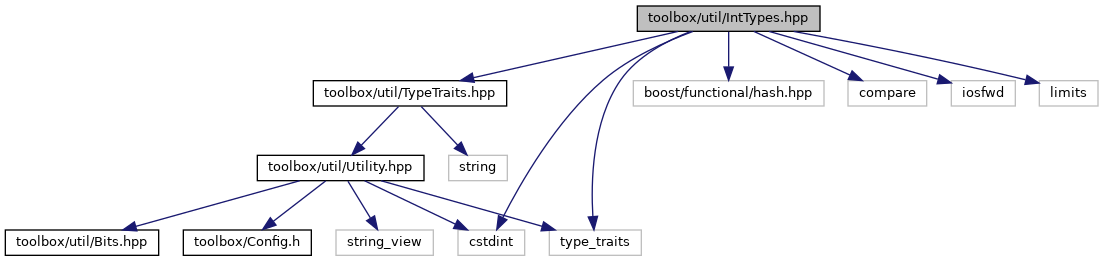 toolbox/util/IntTypes.hpp
toolbox/util/TypeTraits.hpp
boost/functional/hash.hpp
compare
iosfwd
limits
toolbox/util/Utility.hpp
string
toolbox/util/Bits.hpp
toolbox/Config.h
string_view
cstdint
type_traits